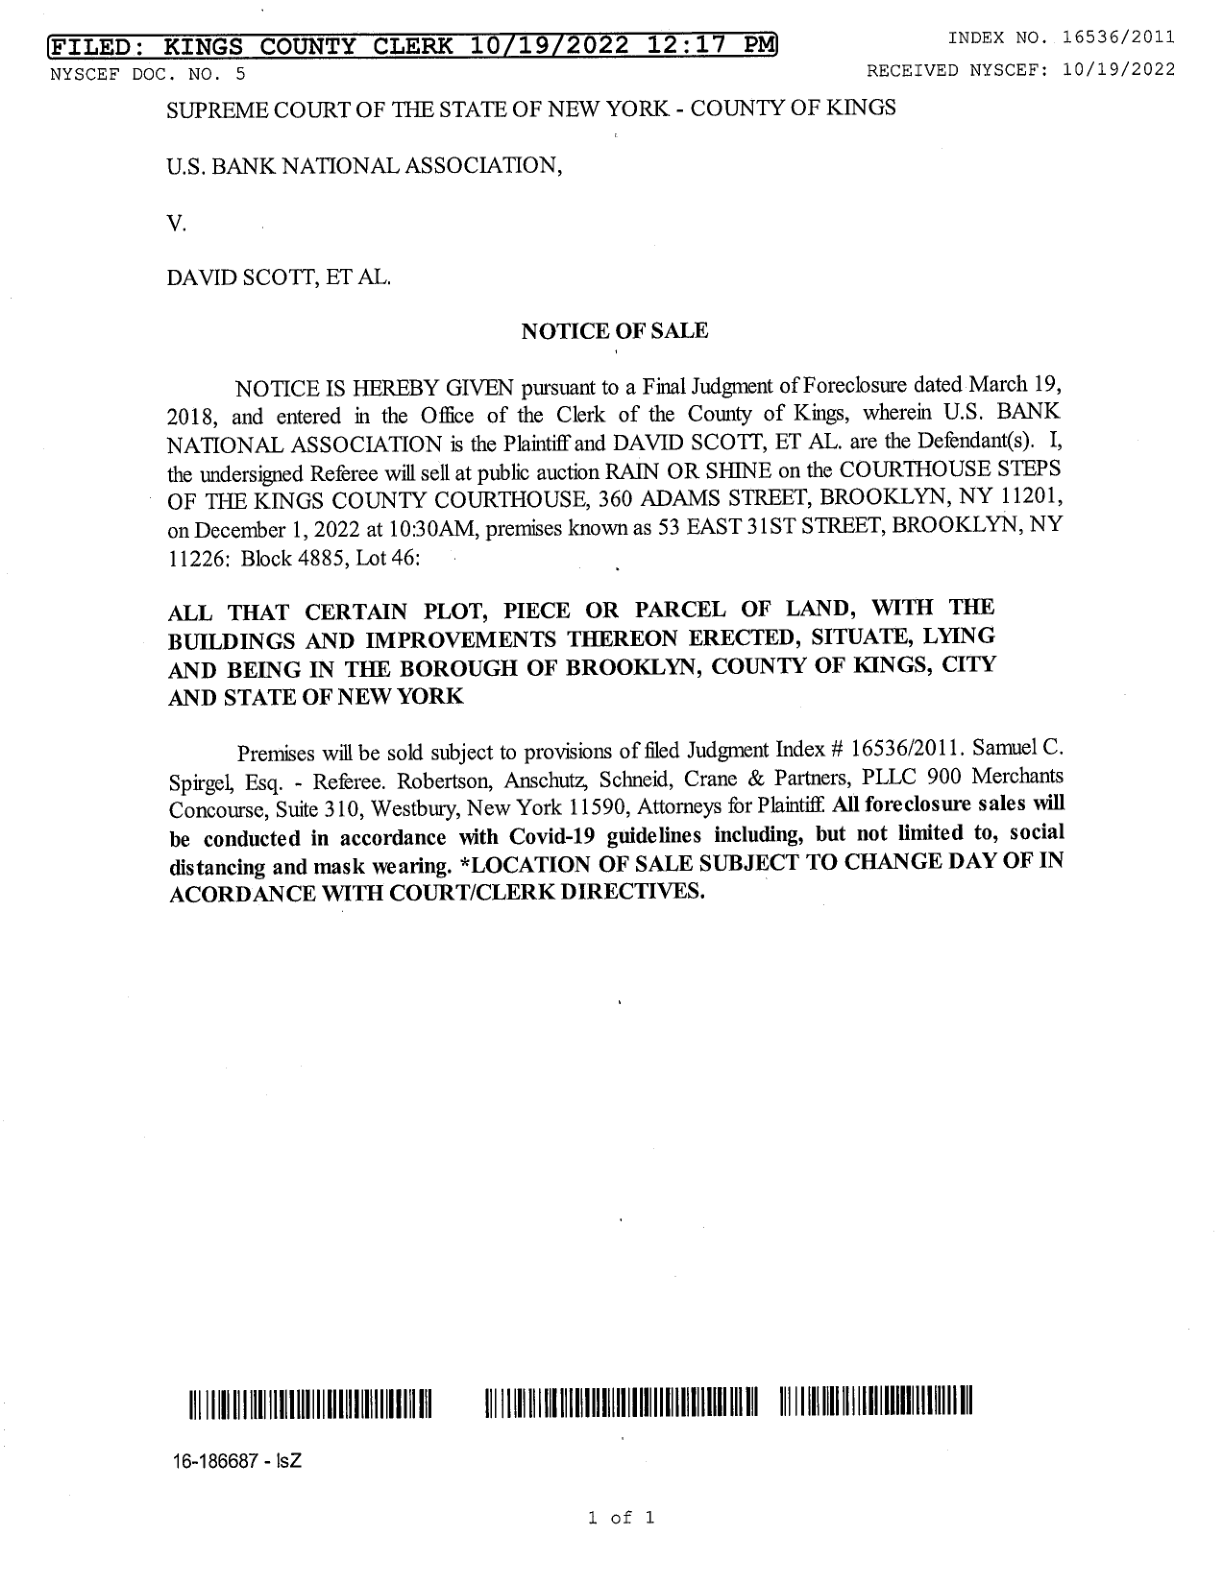 FILED: KINGS COUNTY CLERK 10/19/2022 12:17 PM
INDEX NO. 16536/2011
NYSCEF DOC. NO. 5
RECEIVED NYSCEF: 10/19/2022
SUPREME COURT OF THE STATE OF NEW YORK - COUNTY OF KINGS
U.S. BANK NATIONAL ASSOCIATION,
V.
DAVID SCOTT, ET AL.
NOTICE OF SALE
NOTICE IS HEREBY GIVEN pursuant to a Final Judgment of Foreclosure dated March 19,
2018, and entered in the Office of the Clerk of the County of Kings, wherein U.S. BANK
NATIONAL ASSOCIATION is the Plaintiff and DAVID SCOTT, ET AL. are the Defendant(s). I,
the undersigned Referee will sell at public auction RAIN OR SHINE on the COURTHOUSE STEPS
OF THE KINGS COUNTY COURTHOUSE, 360 ADAMS STREET, BROOKLYN, NY 11201,
on December 1, 2022 at 10:30AM, premises known as 53 EAST 31ST STREET, BROOKLYN, NY
11226: Block 4885, Lot 46:
ALL THAT CERTAIN PLOT, PIECE OR PARCEL OF LAND, WITH THE
BUILDINGS AND IMPROVEMENTS THEREON ERECTED, SITUATE, LYING
AND BEING IN THE BOROUGH OF BROOKLYN, COUNTY OF KINGS, CITY
AND STATE OF NEW YORK
Premises will be sold subject to provisions of filed Judgment Index # 16536/2011. Samuel C.
Spirgel, Esq. - Referee. Robertson, Anschutz, Schneid, Crane & Partners, PLLC 900 Merchants
Concourse, Suite 310, Westbury, New York 11590, Attorneys for Plaintiff. All foreclosure sales will
be conducted in accordance with Covid-19 guidelines including, but not limited to, social
distancing and mask wearing. *LOCATION OF SALE SUBJECT TO CHANGE DAY OF IN
ACORDANCE WITH COURT/CLERK DIRECTIVES.
16-186687 - IsZ
1 of 1